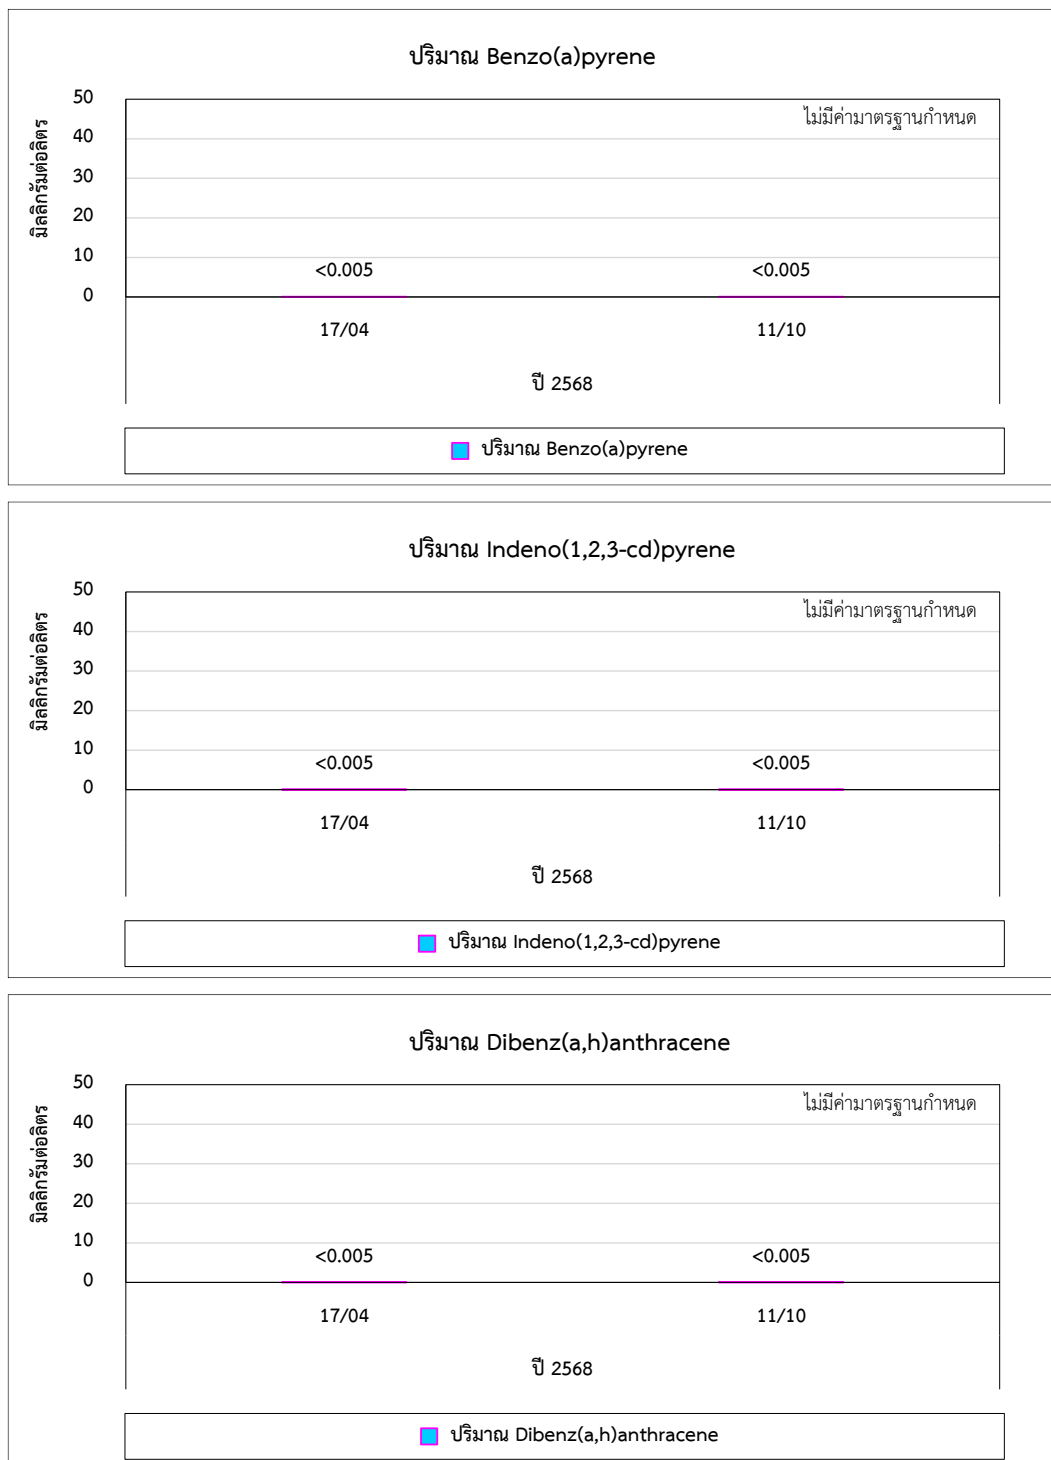 ปริมาณ Benzo(a)pyrene
มิลลิกรัมต่อลิตร
50
ไม่มีค่ามาตรฐานกำหนด
40
30
20
10
<0.005 <0.005
0
17/04 11/10
ปี 2568
ปริมาณ Benzo(a)pyrene
ปริมาณ Indeno(1,2,3-cd)pyrene
มิลลิกรัมต่อลิตร
50
ไม่มีค่ามาตรฐานกำหนด
40
30
20
10
<0.005 <0.005
0
17/04 11/10
ปี 2568
ปริมาณ Indeno(1,2,3-cd)pyrene
ปริมาณ Dibenz(a,h)anthracene
มิลลิกรัมต่อลิตร
50
ไม่มีค่ามาตรฐานกำหนด
40
30
20
10
<0.005 <0.005
0
17/04 11/10
ปี 2568
ปริมาณ Dibenz(a,h)anthracene